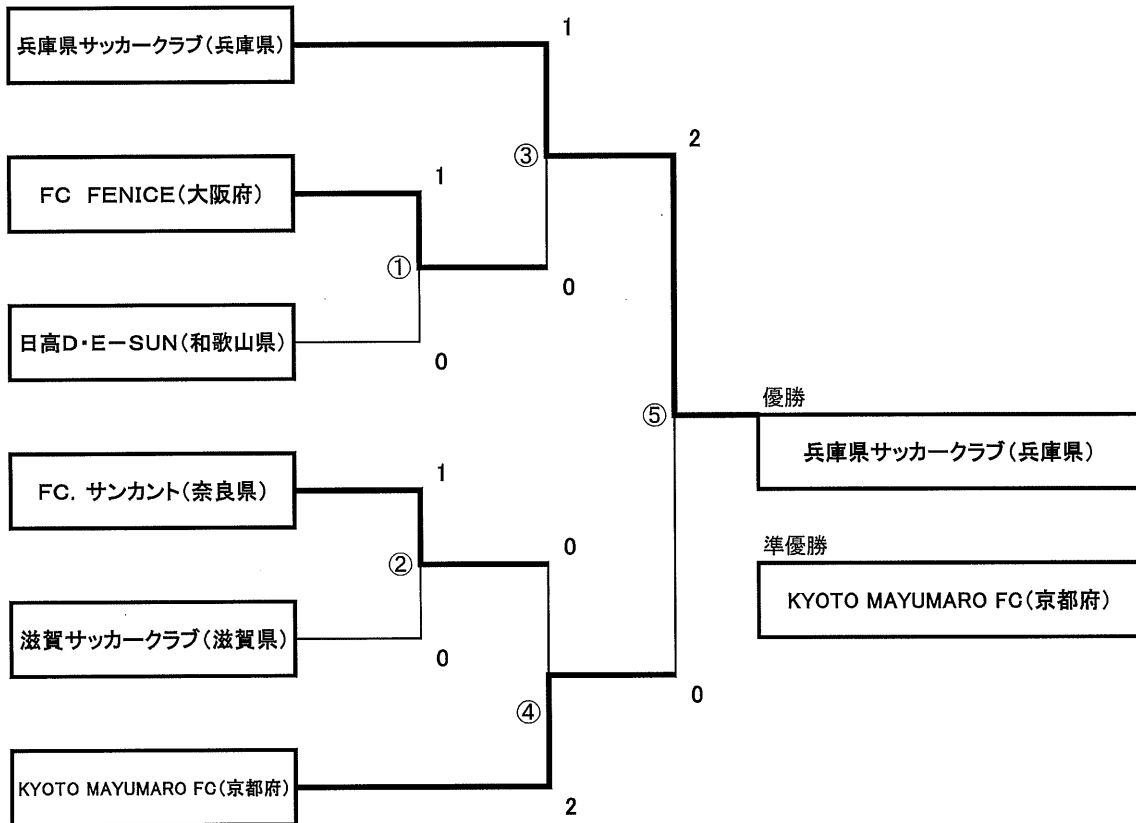 兵庫県サッカークラブ(兵庫県)
1
2
③
FC FENICE(大阪府)
1
①
0
日高D・E-SUN(和歌山県)
0
優勝
⑤
兵庫県サッカークラブ(兵庫県)
FC.サンカント(奈良県)
1
0
準優勝
②
KYOTO MAYUMARO FC(京都府)
滋賀サッカークラブ(滋賀県)
0
0
④
KYOTO MAYUMARO FC(京都府)
2